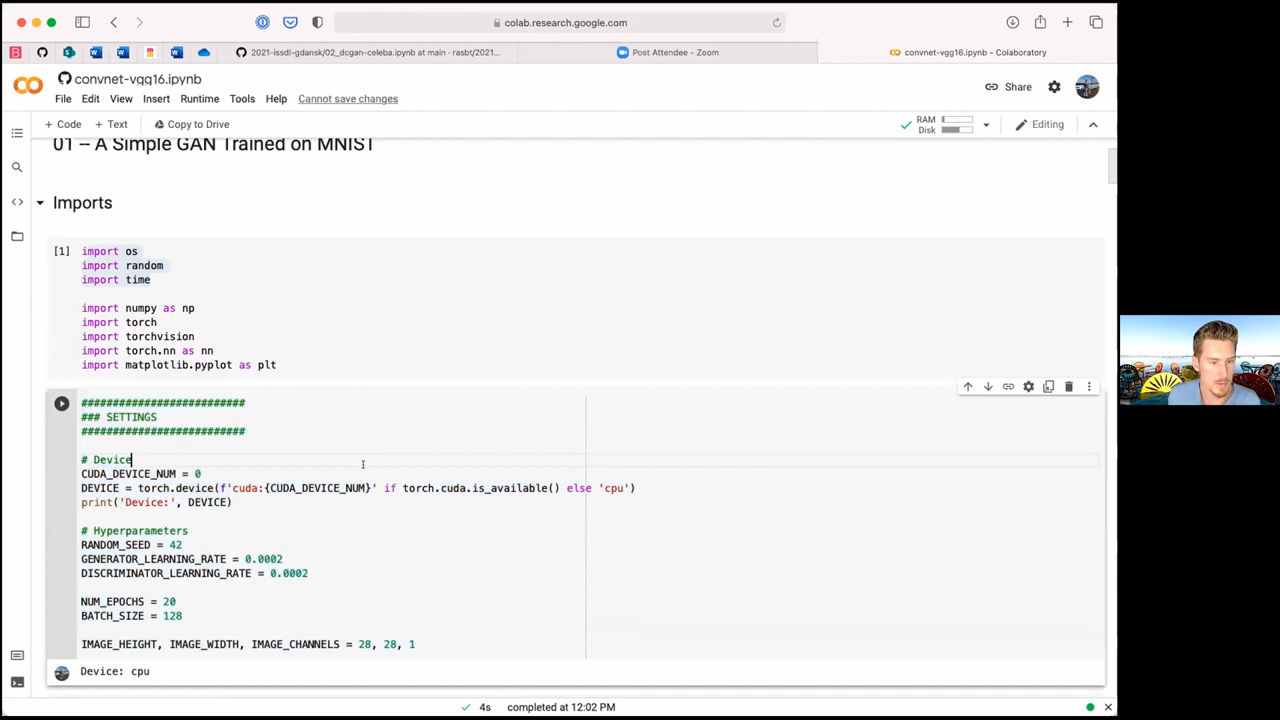 colab.research.google.com
2021-issdl-gdansk/02_dcgan-celeba.ipynb at main · rasbt/2021...
Post Attendee - Zoom
convnet-vgg16.ipynb - Colaboratory
convnet-vgg16.ipynb
Share
File Edit View Insert Runtime Tools Help Cannot save changes
+ Code + Text Copy to Drive
RAM
Disk
Editing
01 -- A Simple GAN Trained on MNIST
Imports
[1] import os
import random
import time
import numpy as np
import torch
import torchvision
import torch.nn as nn
import matplotlib.pyplot as plt
##########################
### SETTINGS
##########################
# Device
CUDA_DEVICE_NUM = 0
DEVICE = torch.device(f'cuda:{CUDA_DEVICE_NUM}' if torch.cuda.is_available() else 'cpu')
print('Device:', DEVICE)
# Hyperparameters
RANDOM_SEED = 42
GENERATOR_LEARNING_RATE = 0.0002
DISCRIMINATOR_LEARNING_RATE = 0.0002
NUM_EPOCHS = 20
BATCH_SIZE = 128
IMAGE_HEIGHT, IMAGE_WIDTH, IMAGE_CHANNELS = 28, 28, 1
Device: cpu
4s completed at 12:02 PM